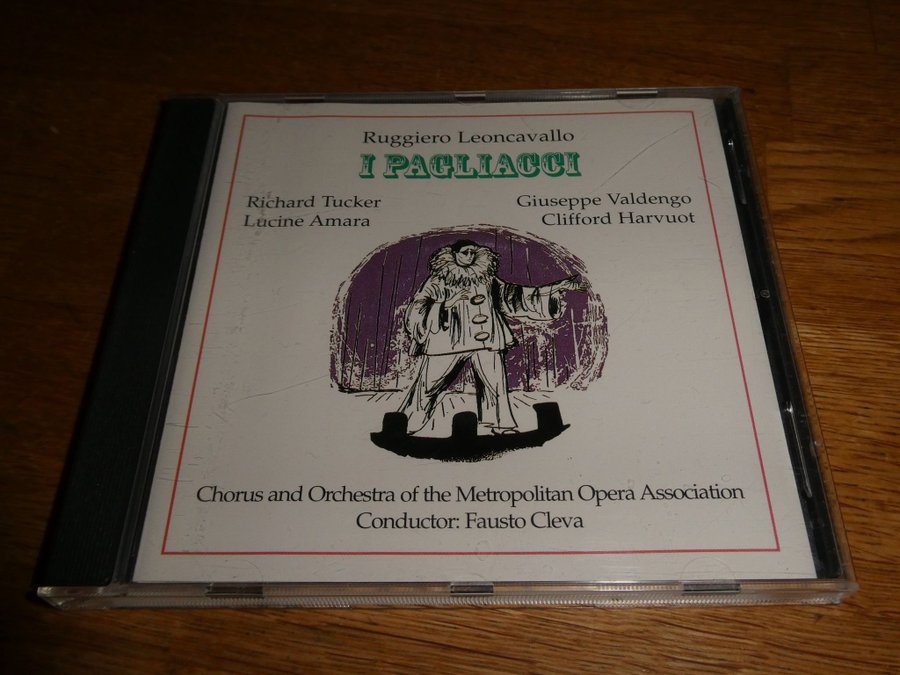 Ruggiero Leoncavallo
I PAGLIACCI
Richard Tucker
Lucine Amara
Giuseppe Valdengo
Clifford Harvuot
Chorus and Orchestra of the Metropolitan Opera Association
Conductor: Fausto Cleva